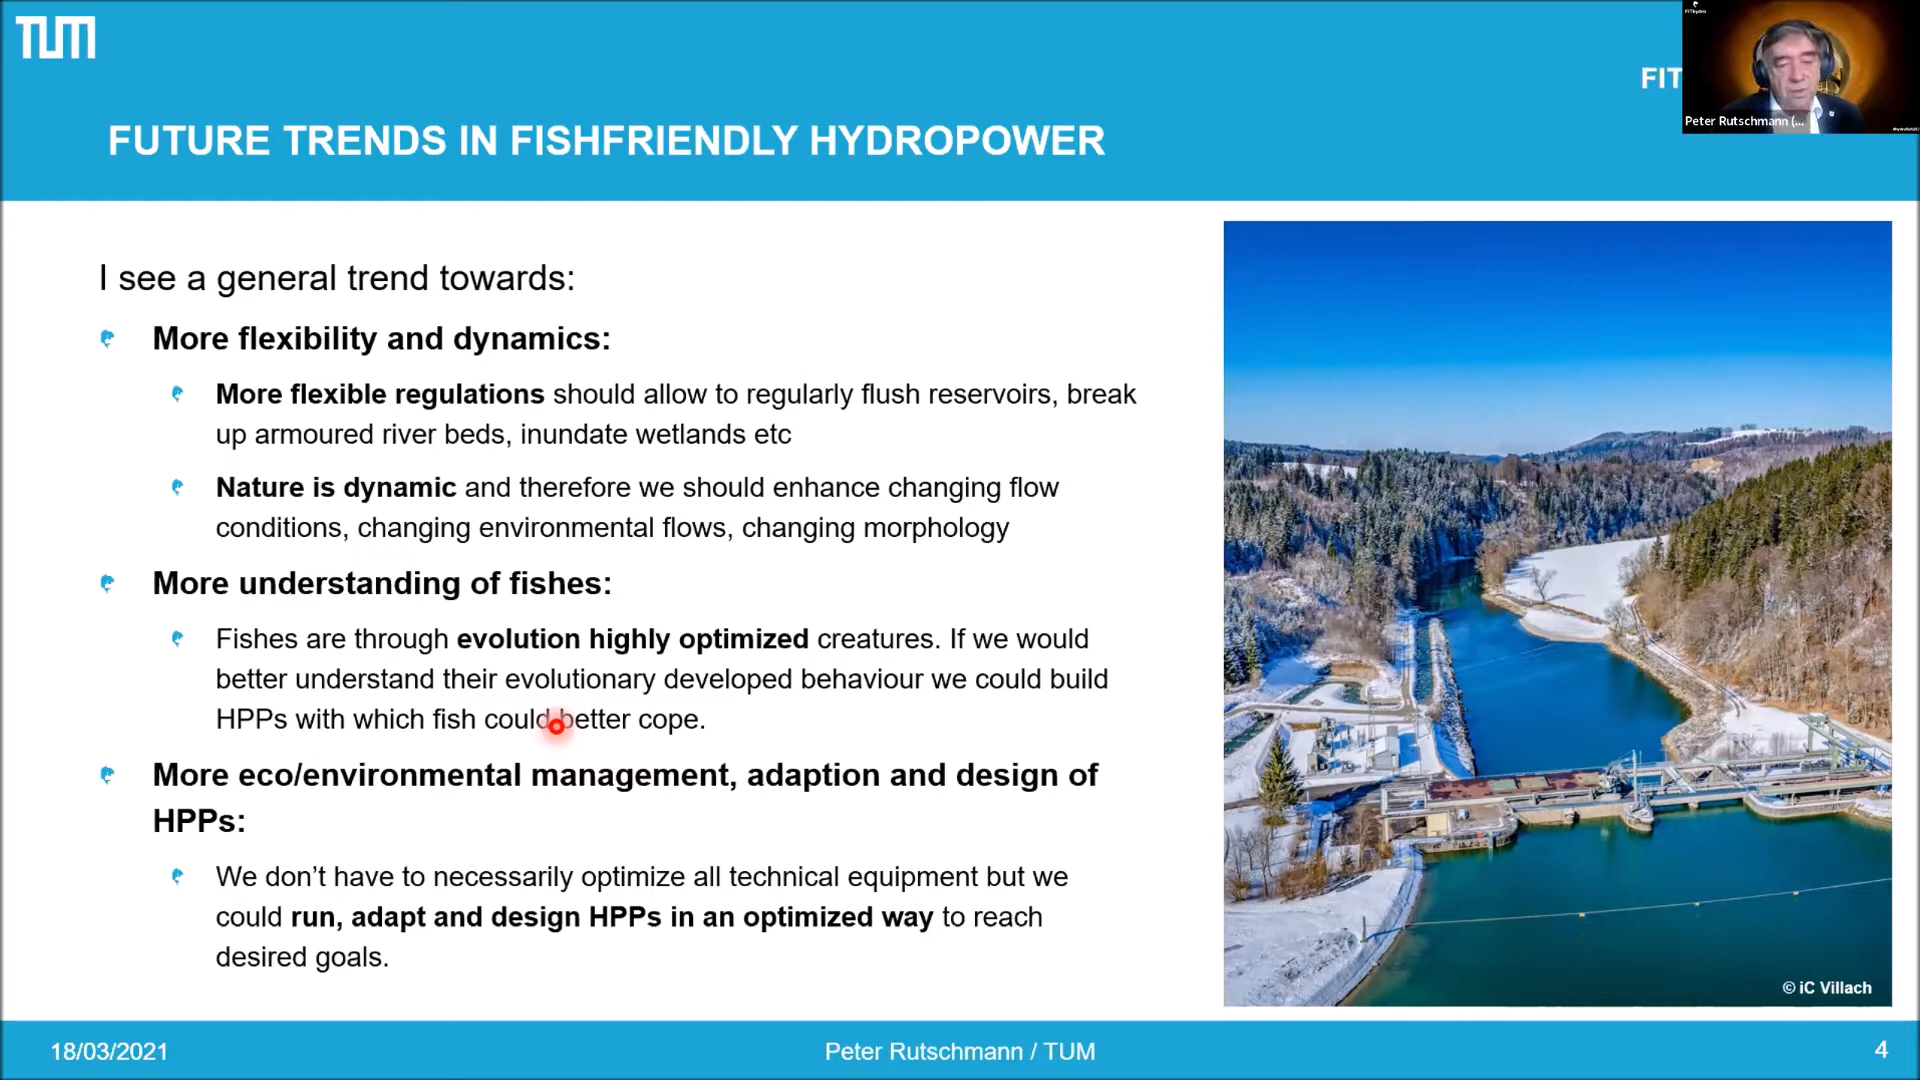 TUM
FIThydro
FIT
Peter Rutschmann (...
FUTURE TRENDS IN FISHFRIENDLY HYDROPOWER
I see a general trend towards:
More flexibility and dynamics:
More flexible regulations should allow to regularly flush reservoirs, break
up armoured river beds, inundate wetlands etc
Nature is dynamic and therefore we should enhance changing flow
conditions, changing environmental flows, changing morphology
More understanding of fishes:
Fishes are through evolution highly optimized creatures. If we would
better understand their evolutionary developed behaviour we could build
HPPs with which fish could better cope.
More eco/environmental management, adaption and design of
HPPs:
We don’t have to necessarily optimize all technical equipment but we
could run, adapt and design HPPs in an optimized way to reach
desired goals.
© iC Villach
18/03/2021
Peter Rutschmann / TUM
4